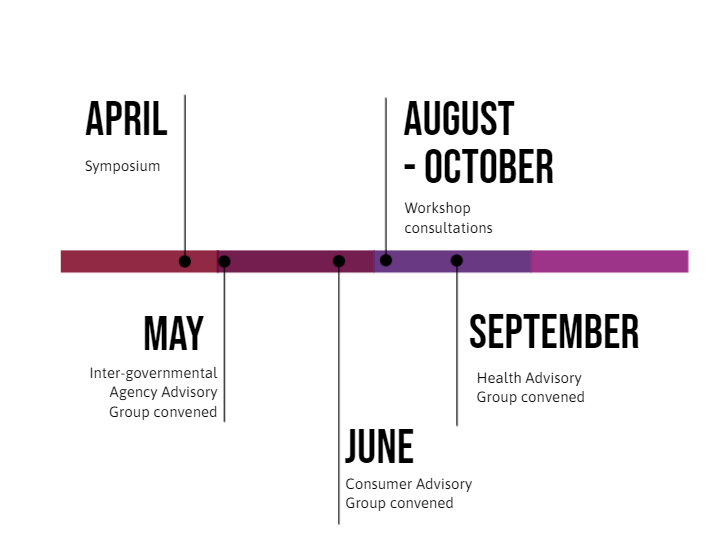 APRIL
Symposium
AUGUST
- OCTOBER
Workshop
consultations
MAY
Inter-governmental
Agency Advisory
Group convened
SEPTEMBER
Health Advisory
Group convened
JUNE
Consumer Advisory
Group convened